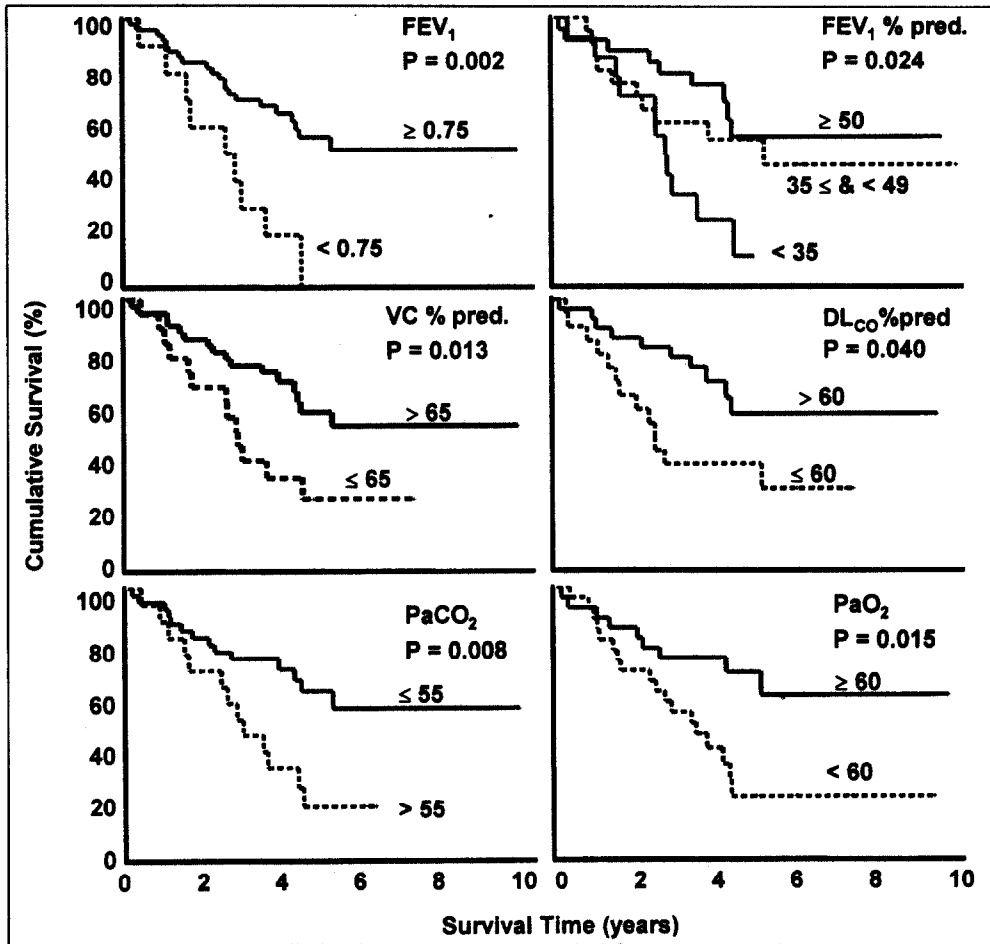 100
80
60
40
20
0
FEV₁
P = 0.002
≥ 0.75
< 0.75
FEV₁ % pred.
P = 0.024
≥ 50
35 ≤ & < 49
< 35
Cumulative Survival (%)
100
80
60
40
20
0
VC % pred.
P = 0.013
> 65
≤ 65
DL_CO%pred
P = 0.040
> 60
≤ 60
100
80
60
40
20
0
PaCO₂
P = 0.008
≤ 55
> 55
PaO₂
P = 0.015
≥ 60
< 60
0 2 4 6 8 10
0 2 4 6 8 10
Survival Time (years)